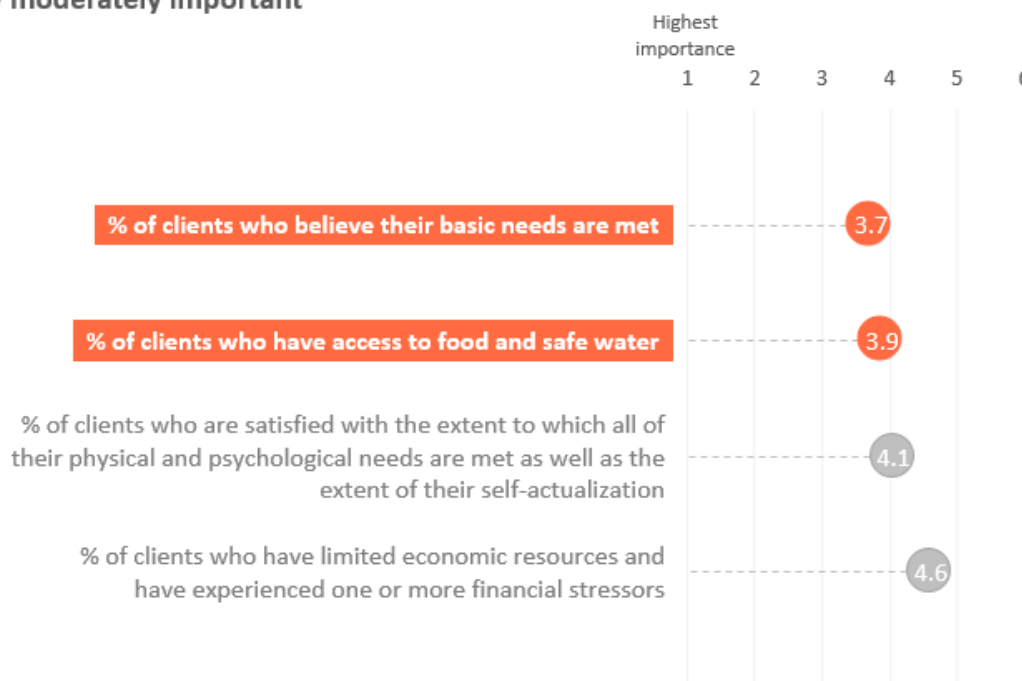 moderately important
Highest
importance
1 2 3 4 5
% of clients who believe their basic needs are met 3.7
% of clients who have access to food and safe water 3.9
% of clients who are satisfied with the extent to which all of
their physical and psychological needs are met as well as the 4.1
extent of their self-actualization
% of clients who have limited economic resources and
have experienced one or more financial stressors 4.6